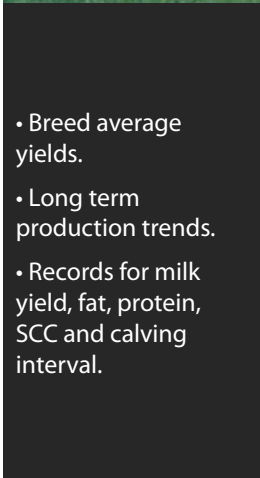 • Breed average
yields.
• Long term
production trends.
• Records for milk
yield, fat, protein,
SCC and calving
interval.